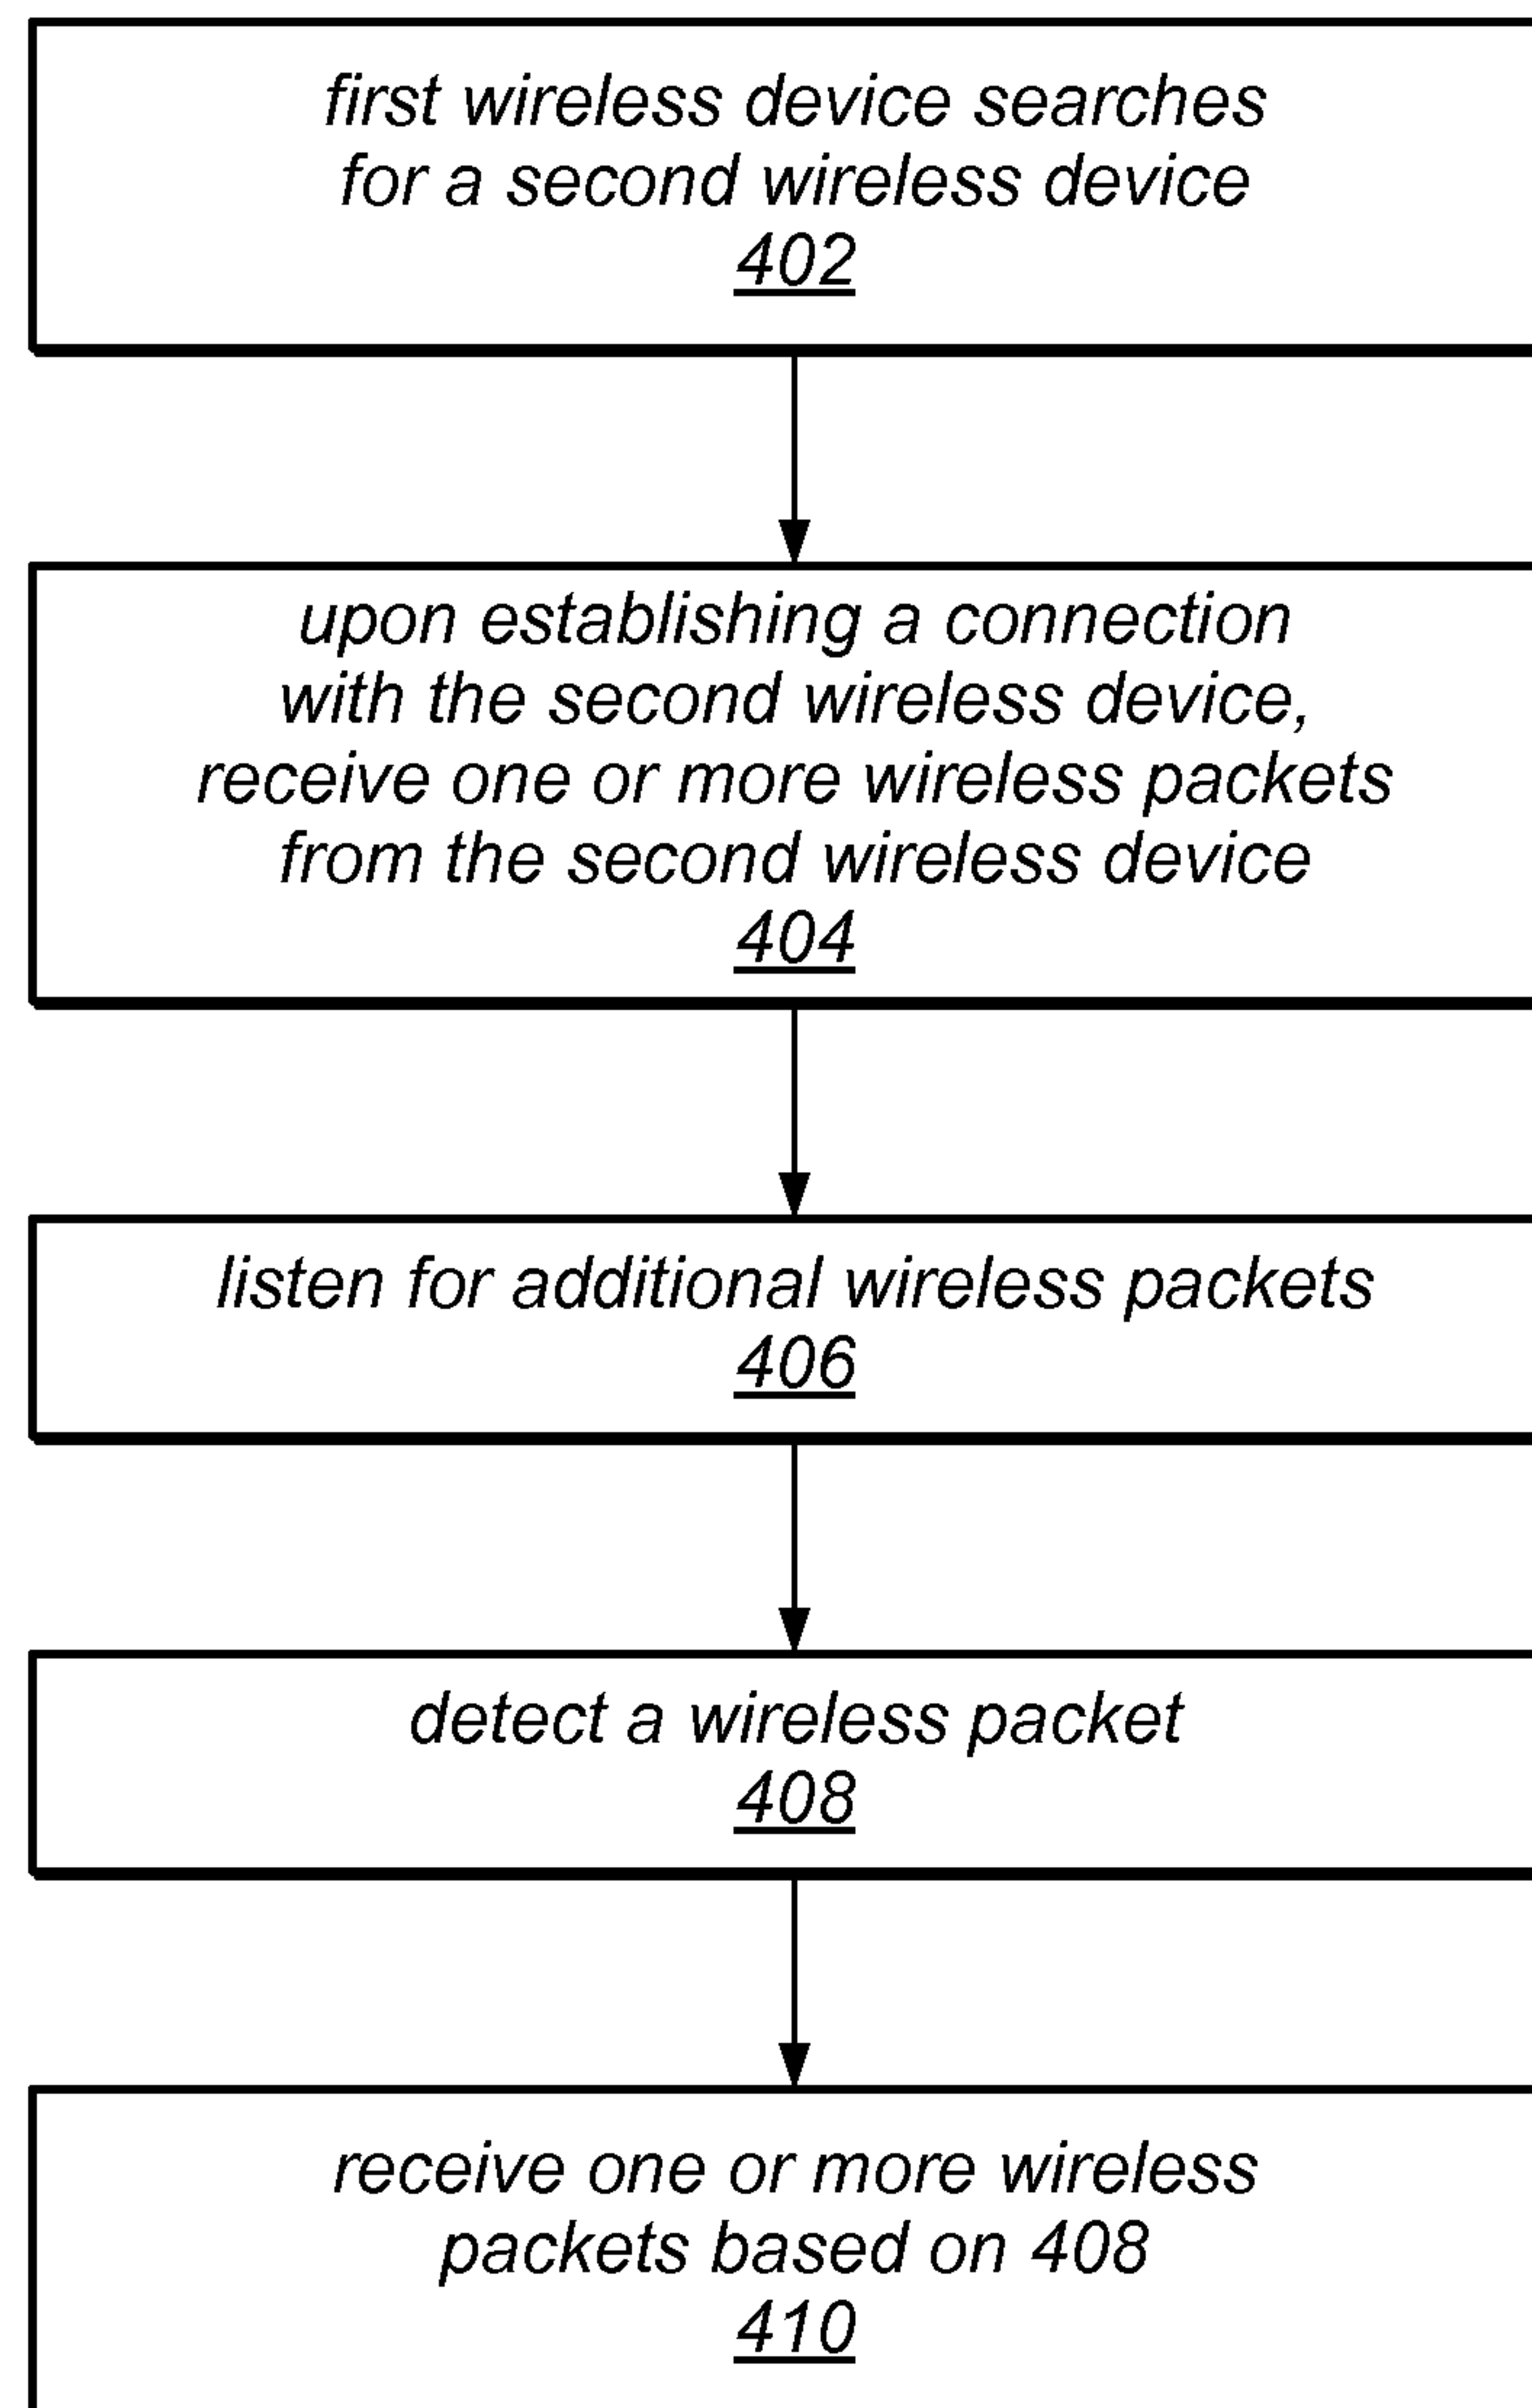 first wireless device searches
for a second wireless device
402
upon establishing a connection
with the second wireless device,
receive one or more wireless packets
from the second wireless device
404
listen for additional wireless packets
406
detect a wireless packet
408
receive one or more wireless
packets based on 408
410